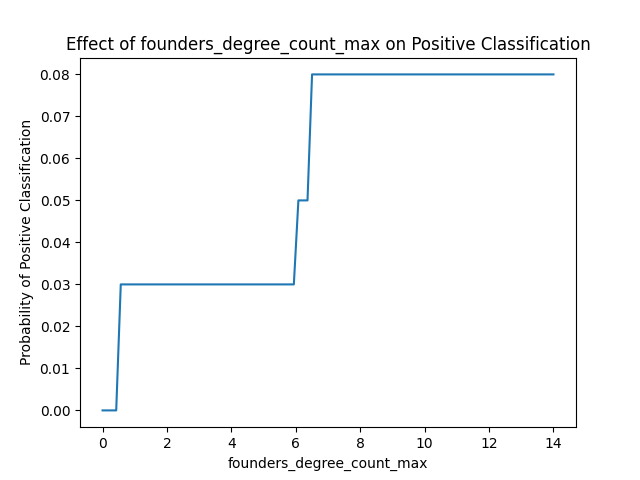 Effect of founders_degree_count_max on Positive Classification
Probability of Positive Classification
0.08
0.07
0.06
0.05
0.04
0.03
0.02
0.01
0.00
0 2 4 6 8 10 12 14
founders_degree_count_max